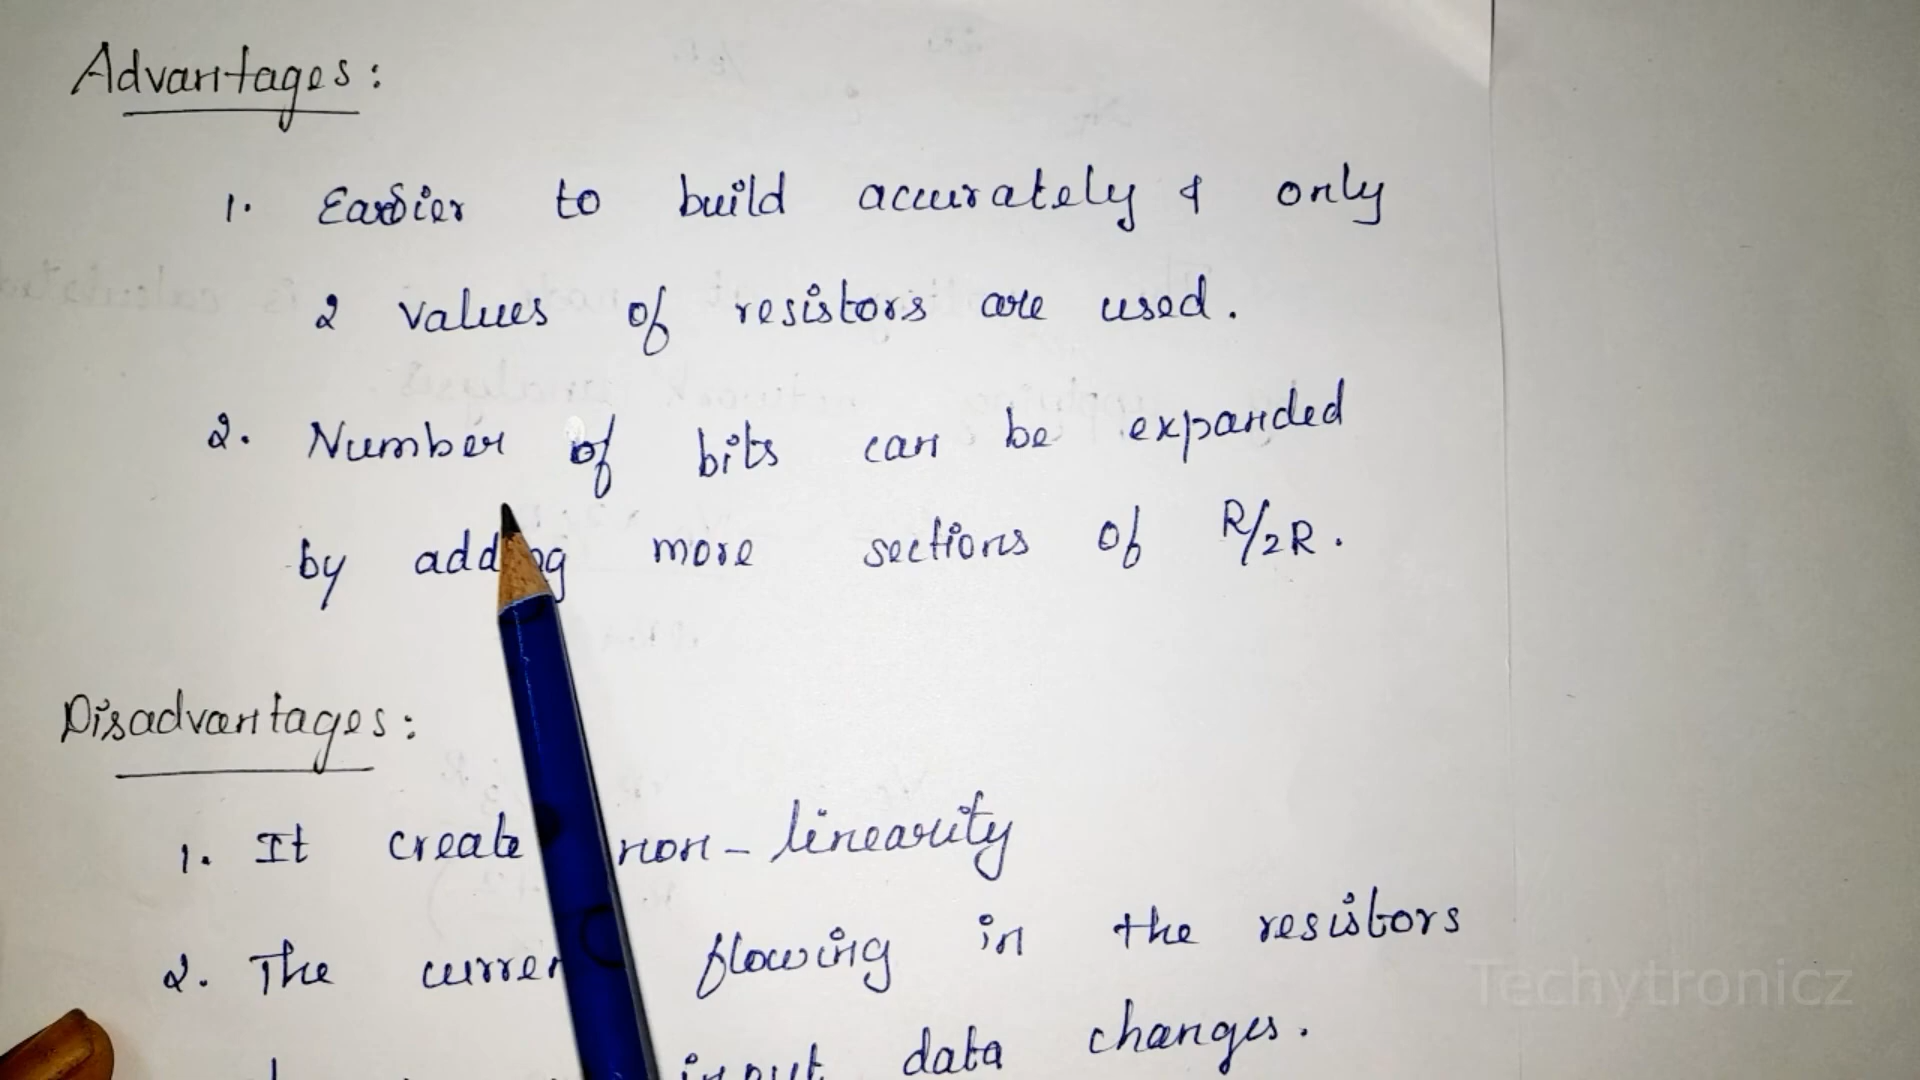 Advantages:
1. Easier to build accurately & only
2 values of resistors are used.
2. Number of bits can be expanded
by adding more sections of R/2R.
Disadvantages:
1. It create non-linearity
2. The flowing in the resistors
input data changes.
Techytronicz